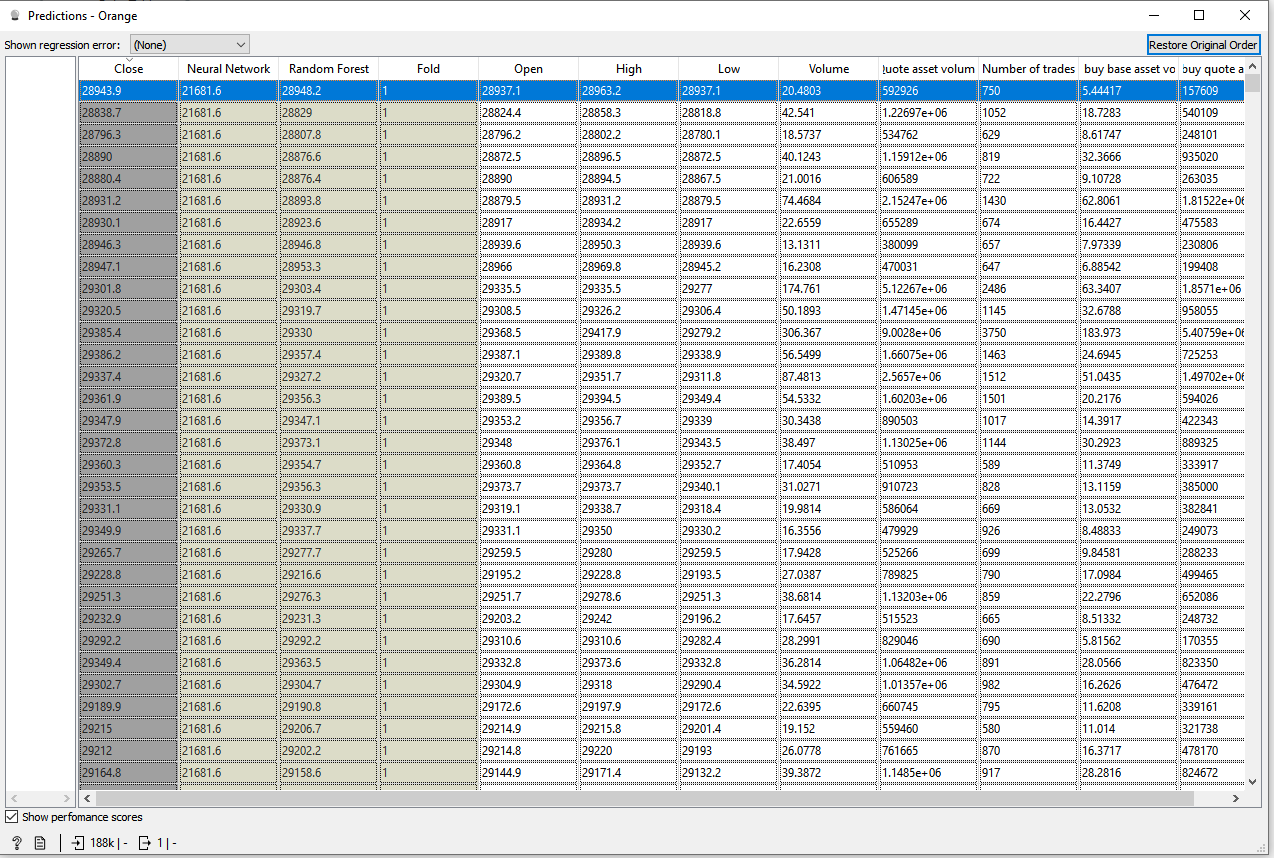 Predictions - Orange
Shown regression error: (None) Restore Original Order
Close Neural Network Random Forest Fold Open High Low Volume uote asset volum Number of trades buy base asset vo buy quote a
28943.9 21681.6 28948.2 1 28937.1 28963.2 28937.1 20.4803 592926 750 5.44417 157609
28838.7 21681.6 28829 1 28824.4 28858.3 28818.8 42.541 1.22697e+06 1052 18.7283 540109
28796.3 21681.6 28807.8 1 28796.2 28802.2 28780.1 18.5737 534762 629 8.61747 248101
28890 21681.6 28876.6 1 28872.5 28896.5 28872.5 40.1243 1.15912e+06 819 32.3666 935020
28880.4 21681.6 28876.4 1 28890 28894.5 28867.5 21.0016 606589 722 9.10728 263035
28931.2 21681.6 28893.8 1 28879.5 28931.2 28879.5 74.4684 2.15247e+06 1430 62.8061 1.81522e+06
28930.1 21681.6 28923.6 1 28917 28934.2 28917 22.6559 655289 674 16.4427 475583
28946.3 21681.6 28946.8 1 28939.6 28950.3 28939.6 13.1311 380099 657 7.97339 230806
28947.1 21681.6 28953.3 1 28966 28969.8 28945.2 16.2308 470031 647 6.88542 199408
29301.8 21681.6 29303.4 1 29335.5 29335.5 29277 174.761 5.12267e+06 2486 63.3407 1.8571e+06
29320.5 21681.6 29319.7 1 29308.5 29326.2 29306.4 50.1893 1.47145e+06 1145 32.6788 958055
29385.4 21681.6 29330 1 29368.5 29417.9 29279.2 306.367 9.0028e+06 3750 183.973 5.40759e+06
29386.2 21681.6 29357.4 1 29387.1 29389.8 29338.9 56.5499 1.66075e+06 1463 24.6945 725253
29337.4 21681.6 29327.2 1 29320.7 29351.7 29311.8 87.4813 2.5657e+06 1512 51.0435 1.49702e+06
29361.9 21681.6 29356.3 1 29389.5 29394.5 29349.4 54.5332 1.60203e+06 1501 20.2176 594026
29347.9 21681.6 29347.1 1 29353.2 29356.7 29339 30.3438 890503 1017 14.3917 422343
29372.8 21681.6 29373.1 1 29348 29376.1 29343.5 38.497 1.13025e+06 1144 30.2923 889325
29360.3 21681.6 29354.7 1 29360.8 29364.8 29352.7 17.4054 510953 589 11.3749 333917
29353.5 21681.6 29356.3 1 29373.7 29373.7 29340.1 31.0271 910723 828 13.1159 385000
29331.1 21681.6 29330.9 1 29319.1 29338.7 29318.4 19.9814 586064 669 13.0532 382841
29349.9 21681.6 29337.7 1 29331.1 29350 29330.2 16.3556 479929 926 8.48833 249073
29265.7 21681.6 29277.7 1 29259.5 29280 29259.5 17.9428 525266 699 9.84581 288233
29228.8 21681.6 29216.6 1 29195.2 29228.8 29193.5 27.0387 789825 790 17.0984 499465
29251.3 21681.6 29276.3 1 29251.7 29278.6 29251.3 38.6814 1.13203e+06 859 22.2796 652086
29232.9 21681.6 29231.3 1 29203.2 29242 29196.2 17.6457 515523 665 8.51332 248732
29292.2 21681.6 29292.2 1 29310.6 29310.6 29282.4 28.2991 829046 690 5.81562 170355
29349.4 21681.6 29363.5 1 29332.8 29373.6 29332.8 36.2814 1.06482e+06 891 28.0566 823350
29302.7 21681.6 29304.7 1 29304.9 29318 29290.4 34.5922 1.01357e+06 982 16.2626 476472
29189.9 21681.6 29190.8 1 29172.6 29197.9 29172.6 22.6395 660745 795 11.6208 339161
29215 21681.6 29206.7 1 29214.9 29215.8 29201.4 19.152 559460 580 11.014 321738
29212 21681.6 29202.2 1 29214.8 29220 29193 26.0778 761665 870 16.3717 478170
29164.8 21681.6 29158.6 1 29144.9 29171.4 29132.2 39.3872 1.1485e+06 917 28.2816 824672
Show perfomance scores
? 188k | - 1 | -